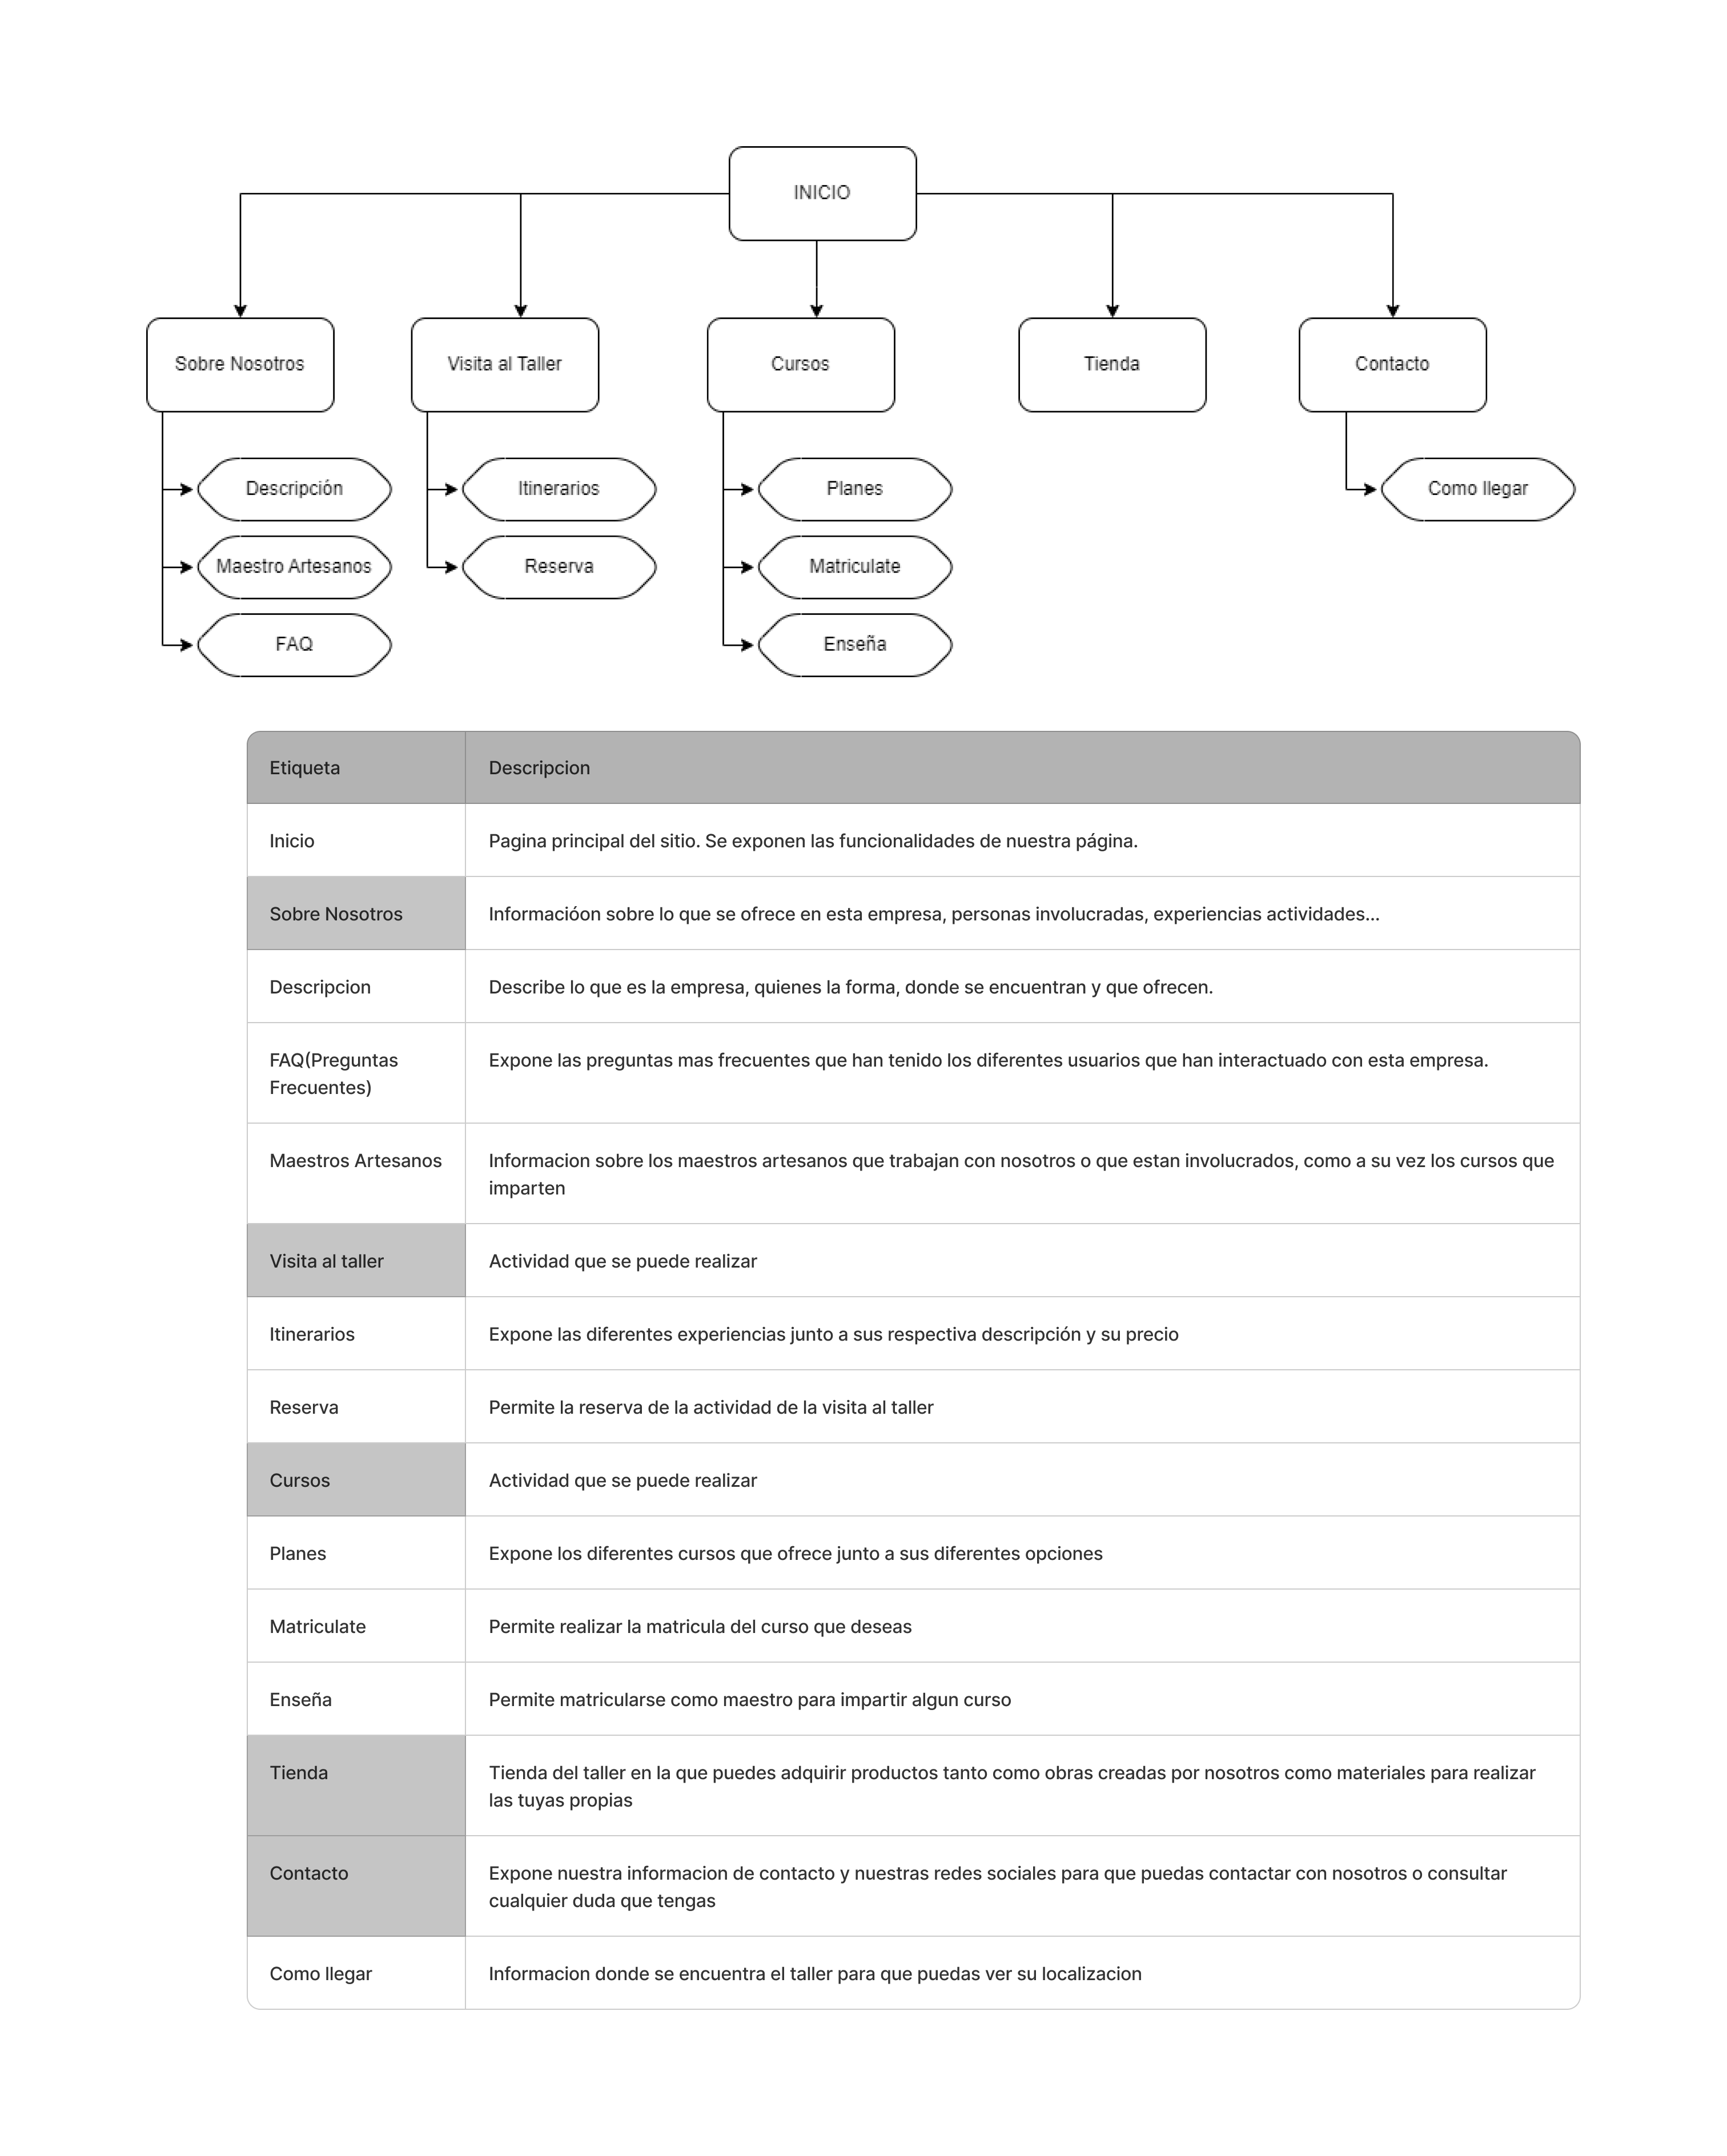 INICIO
Sobre Nosotros
Visita al Taller
Cursos
Tienda
Contacto
Descripción
Itinerarios
Planes
Como llegar
Maestro Artesanos
Reserva
Matriculate
FAQ
Enseña
Etiqueta
Descripcion
Inicio
Pagina principal del sitio. Se exponen las funcionalidades de nuestra página.
Sobre Nosotros
Informacióon sobre lo que se ofrece en esta empresa, personas involucradas, experiencias actividades...
Descripcion
Describe lo que es la empresa, quienes la forma, donde se encuentran y que ofrecen.
FAQ(Preguntas
Frecuentes)
Expone las preguntas mas frecuentes que han tenido los diferentes usuarios que han interactuado con esta empresa.
Maestros Artesanos
Informacion sobre los maestros artesanos que trabajan con nosotros o que estan involucrados, como a su vez los cursos que
imparten
Visita al taller
Actividad que se puede realizar
Itinerarios
Expone las diferentes experiencias junto a sus respectiva descripción y su precio
Reserva
Permite la reserva de la actividad de la visita al taller
Cursos
Actividad que se puede realizar
Planes
Expone los diferentes cursos que ofrece junto a sus diferentes opciones
Matriculate
Permite realizar la matricula del curso que deseas
Enseña
Permite matricularse como maestro para impartir algun curso
Tienda
Tienda del taller en la que puedes adquirir productos tanto como obras creadas por nosotros como materiales para realizar
las tuyas propias
Contacto
Expone nuestra informacion de contacto y nuestras redes sociales para que puedas contactar con nosotros o consultar
cualquier duda que tengas
Como llegar
Informacion donde se encuentra el taller para que puedas ver su localizacion